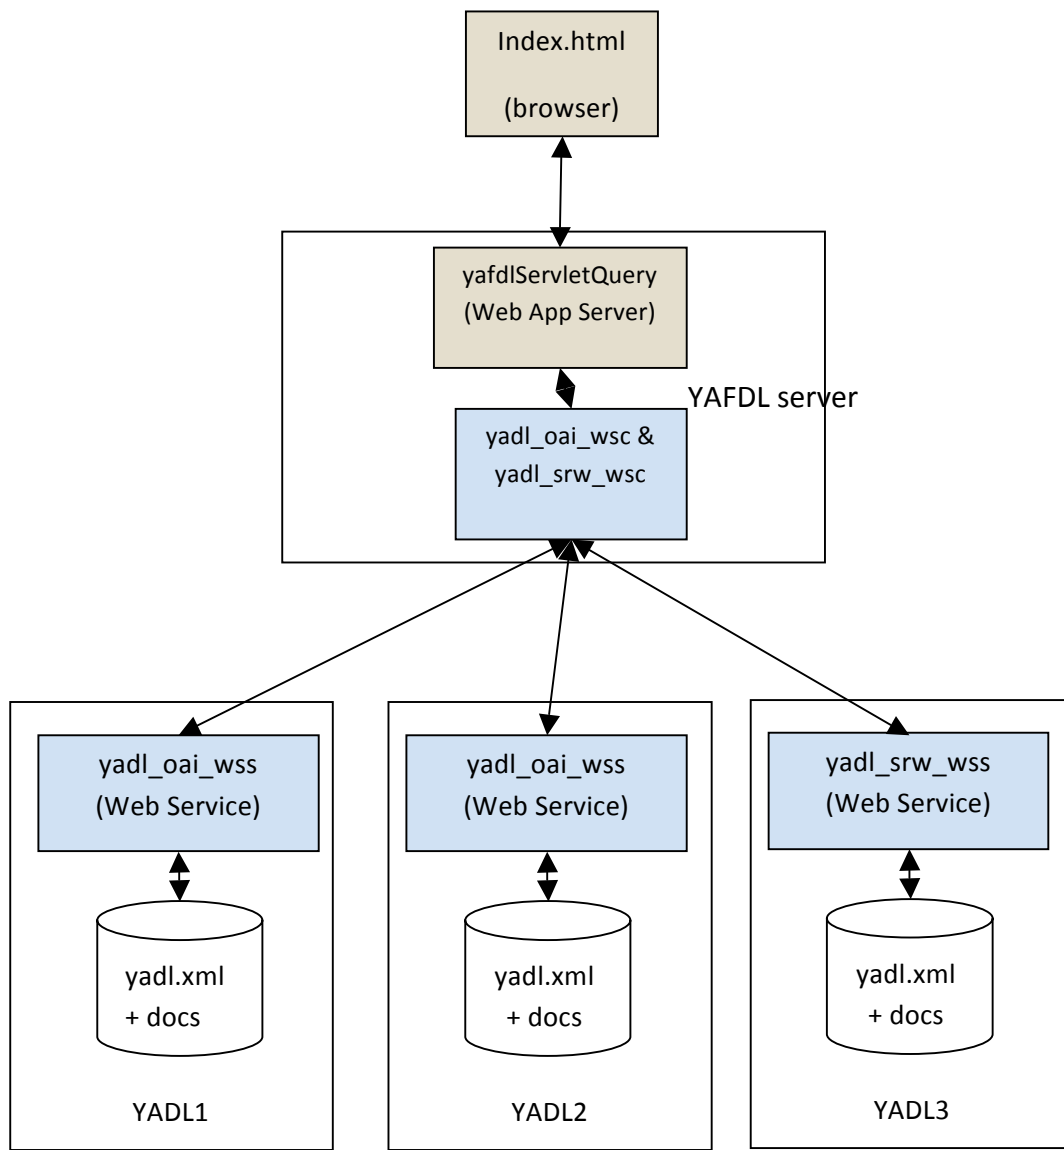 Index.html
(browser)
yafdlServletQuery
(Web App Server)
YAFDL server
yadl_oai_wsc &
yadl_srw_wsc
yadl_oai_wss
(Web Service)
yadl.xml
+ docs
YADL1
yadl_oai_wss
(Web Service)
yadl.xml
+ docs
YADL2
yadl_srw_wss
(Web Service)
yadl.xml
+ docs
YADL3